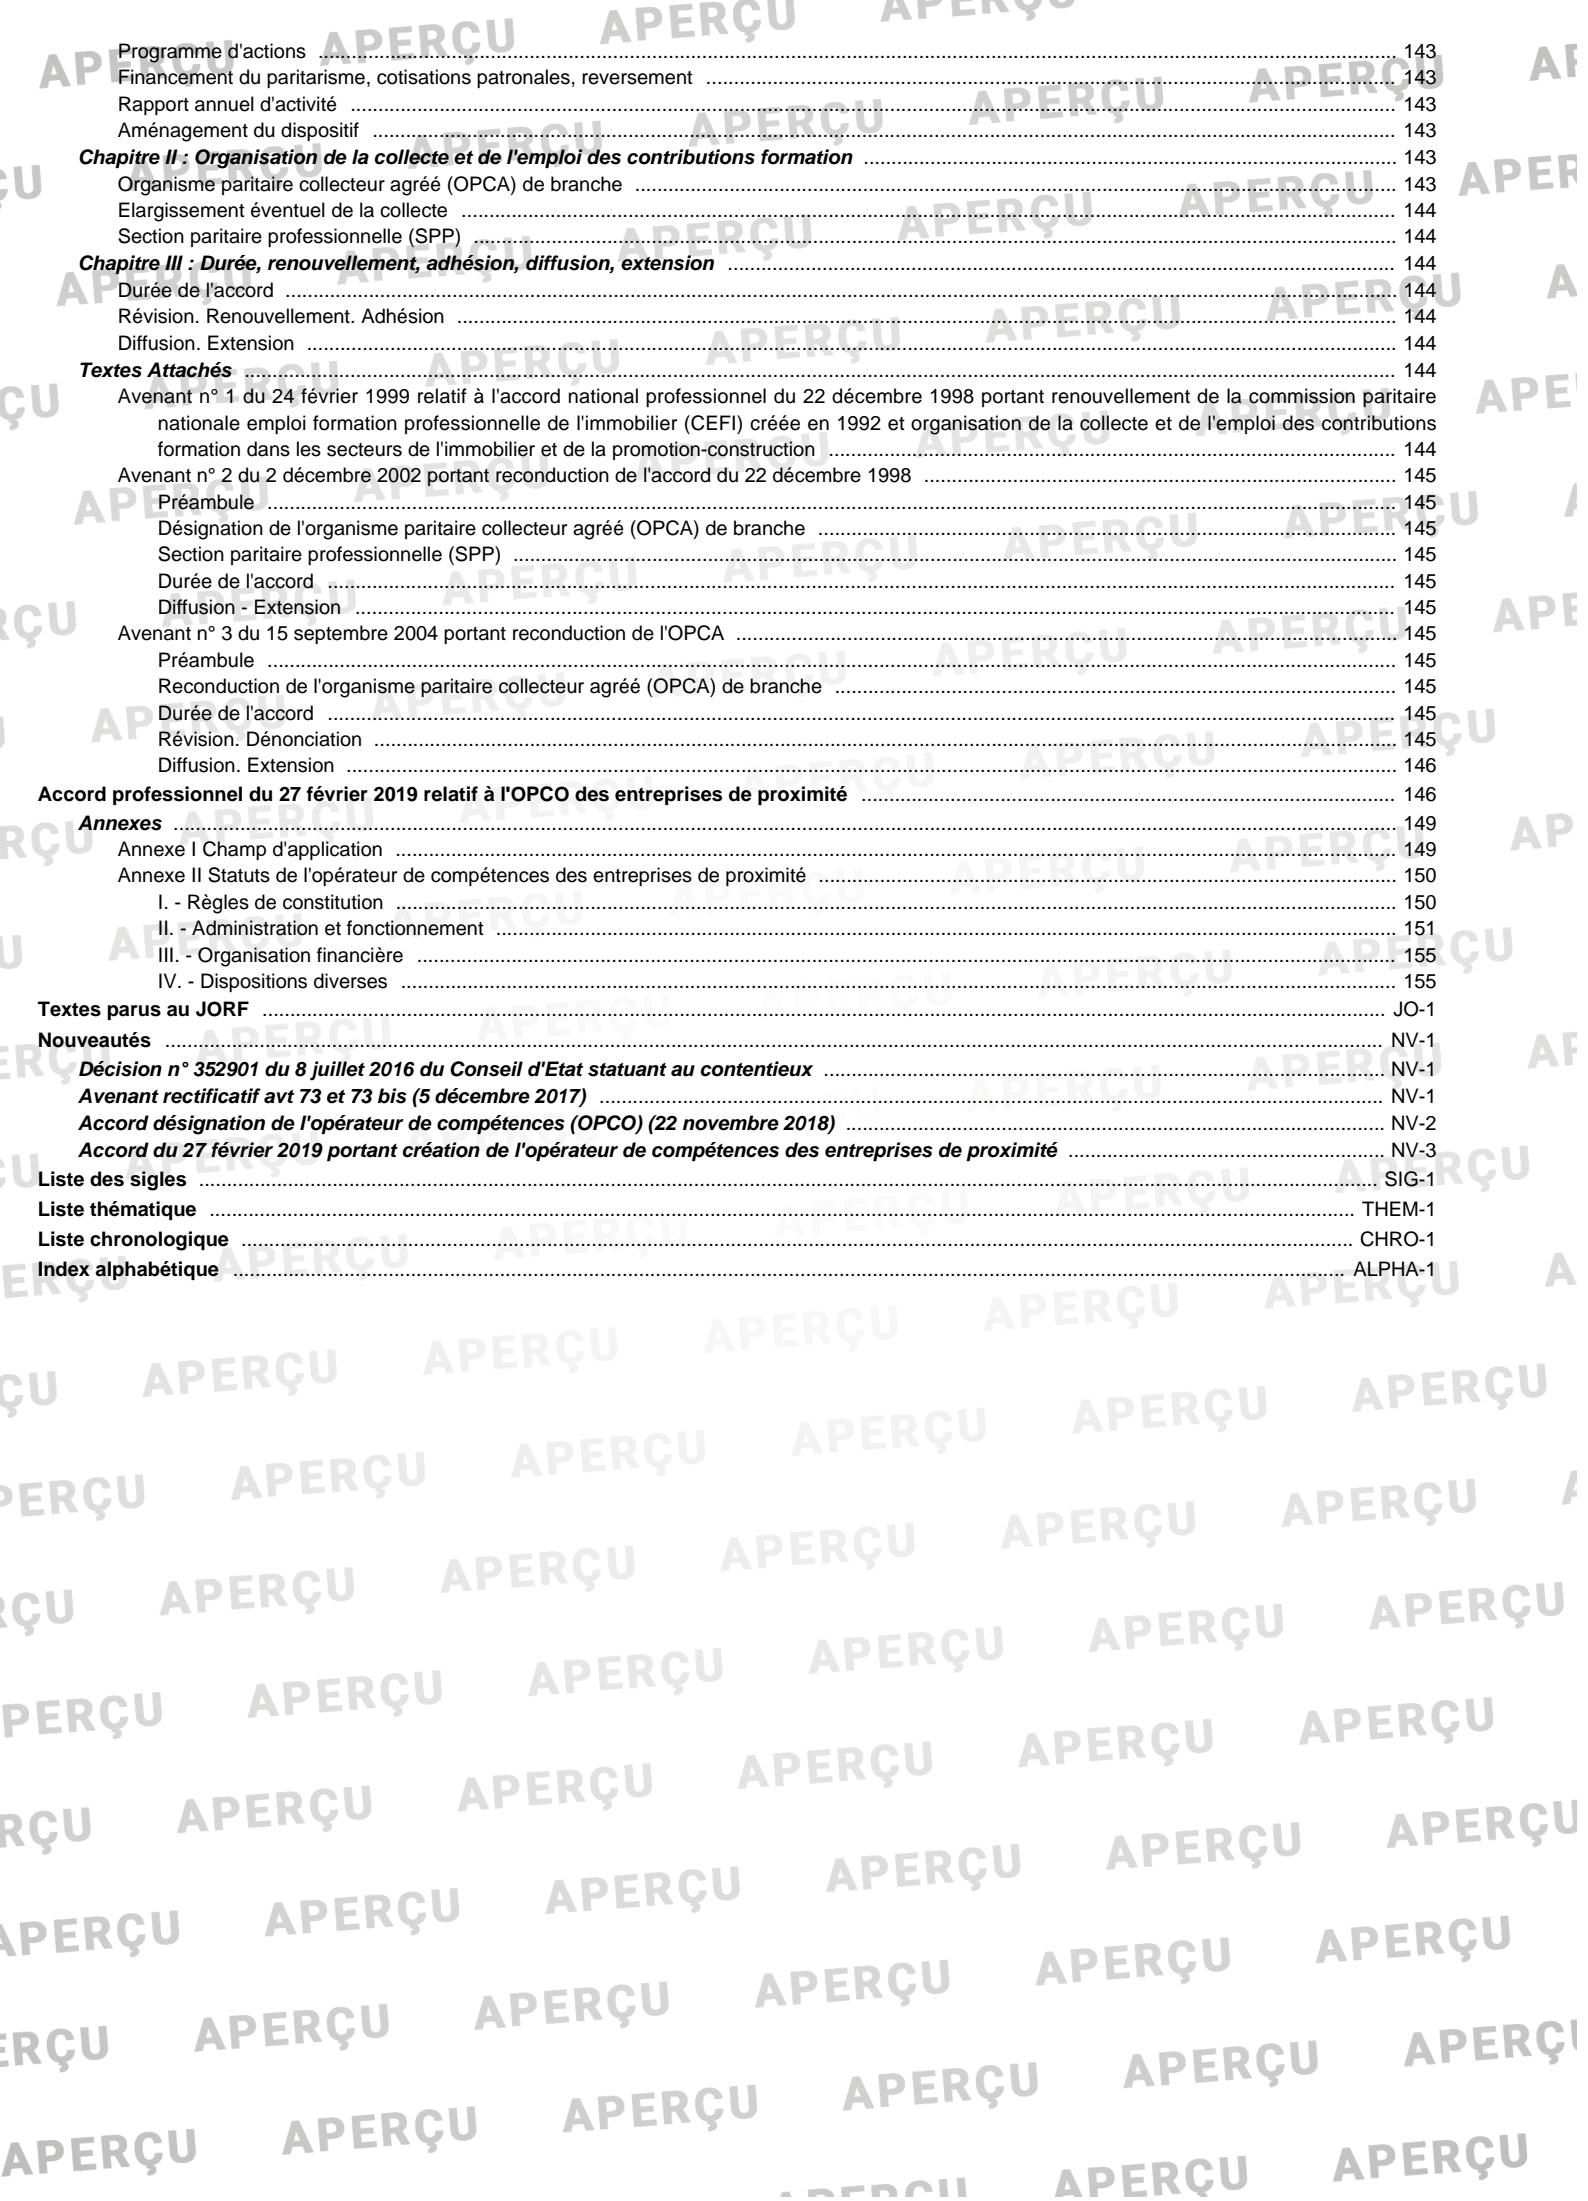 Programme d'actions ........ 143
Financement du paritarisme, cotisations patronales, reversement ........ 143
Rapport annuel d'activité ........ 143
Aménagement du dispositif ........ 143
Chapitre II : Organisation de la collecte et de l'emploi des contributions formation ........ 143
Organisme paritaire collecteur agréé (OPCA) de branche ........ 143
Elargissement éventuel de la collecte ........ 144
Section paritaire professionnelle (SPP) ........ 144
Chapitre III : Durée, renouvellement, adhésion, diffusion, extension ........ 144
Durée de l'accord ........ 144
Révision. Renouvellement. Adhésion ........ 144
Diffusion. Extension ........ 144
Textes Attachés ........ 144
Avenant n° 1 du 24 février 1999 relatif à l'accord national professionnel du 22 décembre 1998 portant renouvellement de la commission paritaire
nationale emploi formation professionnelle de l'immobilier (CEFI) créée en 1992 et organisation de la collecte et de l'emploi des contributions
formation dans les secteurs de l'immobilier et de la promotion-construction ........ 144
Avenant n° 2 du 2 décembre 2002 portant reconduction de l'accord du 22 décembre 1998 ........ 145
Préambule ........ 145
Désignation de l'organisme paritaire collecteur agréé (OPCA) de branche ........ 145
Section paritaire professionnelle (SPP) ........ 145
Durée de l'accord ........ 145
Diffusion - Extension ........ 145
Avenant n° 3 du 15 septembre 2004 portant reconduction de l'OPCA ........ 145
Préambule ........ 145
Reconduction de l'organisme paritaire collecteur agréé (OPCA) de branche ........ 145
Durée de l'accord ........ 145
Révision. Dénonciation ........ 145
Diffusion. Extension ........ 146
Accord professionnel du 27 février 2019 relatif à l'OPCO des entreprises de proximité ........ 146
Annexes ........ 149
Annexe I Champ d'application ........ 149
Annexe II Statuts de l'opérateur de compétences des entreprises de proximité ........ 150
I. - Règles de constitution ........ 150
II. - Administration et fonctionnement ........ 151
III. - Organisation financière ........ 155
IV. - Dispositions diverses ........ 155
Textes parus au JORF ........ JO-1
Nouveautés ........ NV-1
Décision n° 352901 du 8 juillet 2016 du Conseil d'Etat statuant au contentieux ........ NV-1
Avenant rectificatif avt 73 et 73 bis (5 décembre 2017) ........ NV-1
Accord désignation de l'opérateur de compétences (OPCO) (22 novembre 2018) ........ NV-2
Accord du 27 février 2019 portant création de l'opérateur de compétences des entreprises de proximité ........ NV-3
Liste des sigles ........ SIG-1
Liste thématique ........ THEM-1
Liste chronologique ........ CHRO-1
Index alphabétique ........ ALPHA-1
APERÇU